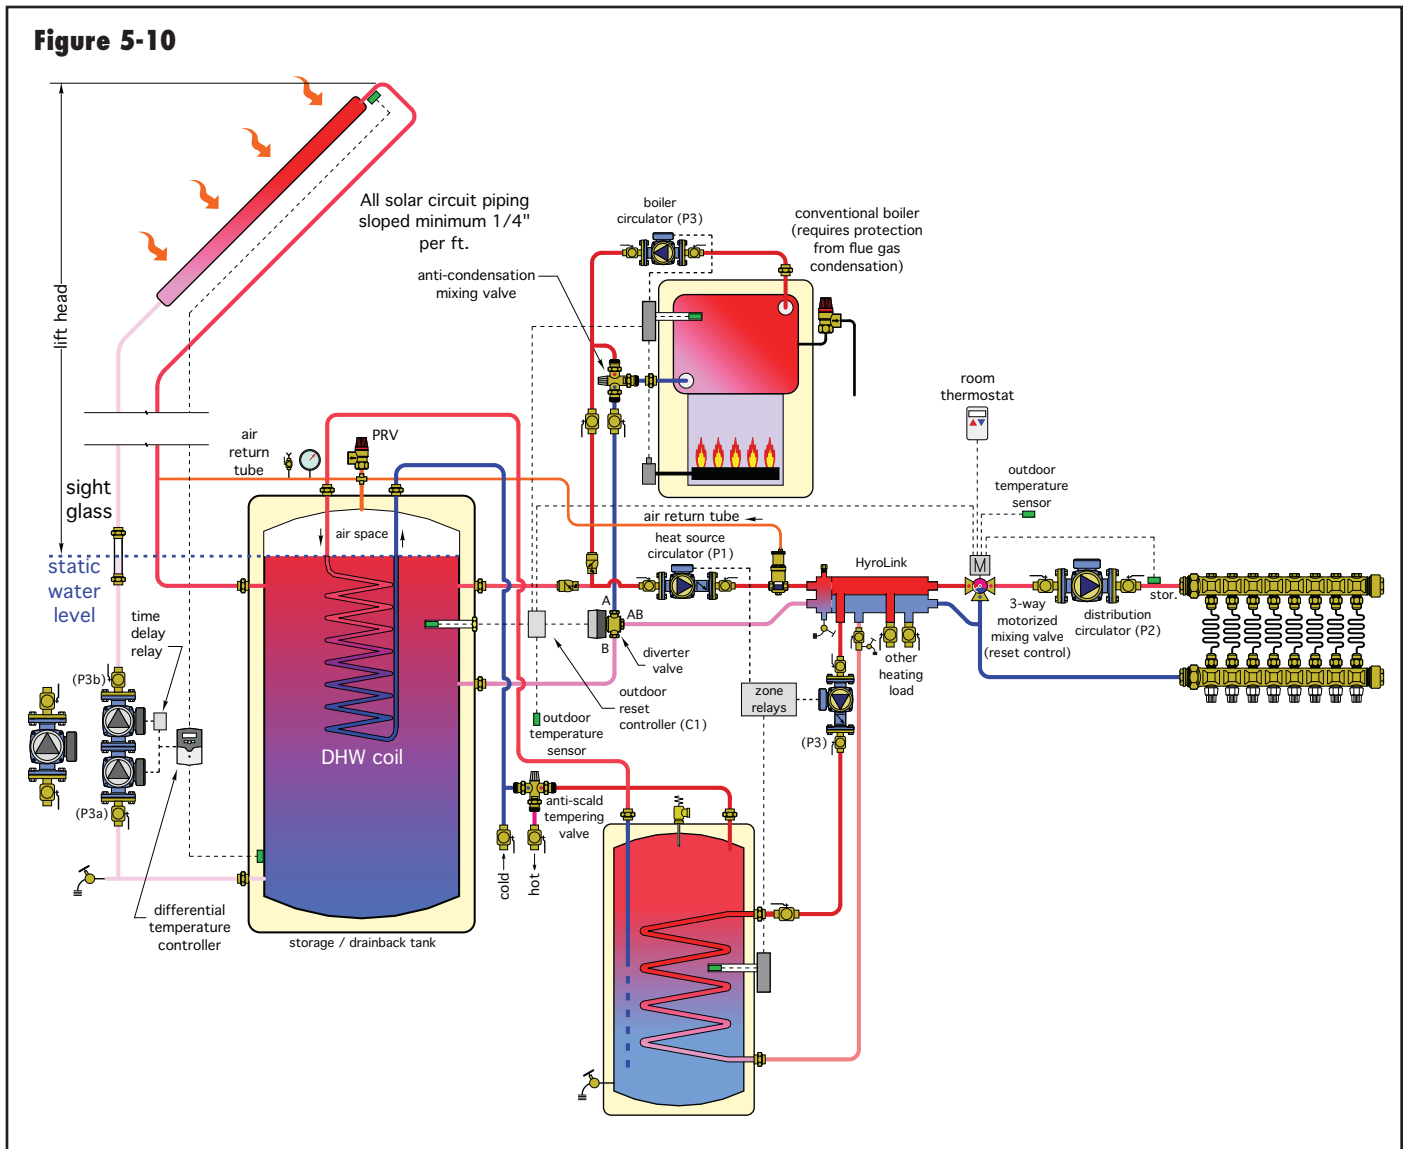 Figure 5-10
All solar circuit piping
sloped minimum 1/4"
per ft.
boiler
circulator (P3)
conventional boiler
(requires protection
from flue gas
condensation)
anti-condensation
mixing valve
lift head
room
thermostat
air
return
tube
PRV
outdoor
temperature
sensor
sight
glass
air space
air return tube
heat source
circulator (P1)
HyroLink
M
static
water
level
stor.
A
AB
B
3-way
motorized
mixing valve
(reset control)
distribution
circulator (P2)
time
delay
relay
diverter
valve
other
heating
load
(P3b)
outdoor
reset
controller (C1)
zone
relays
outdoor
temperature
sensor
(P3)
DHW coil
(P3a)
anti-scald
tempering
valve
cold
hot
differential
temperature
controller
storage / drainback tank